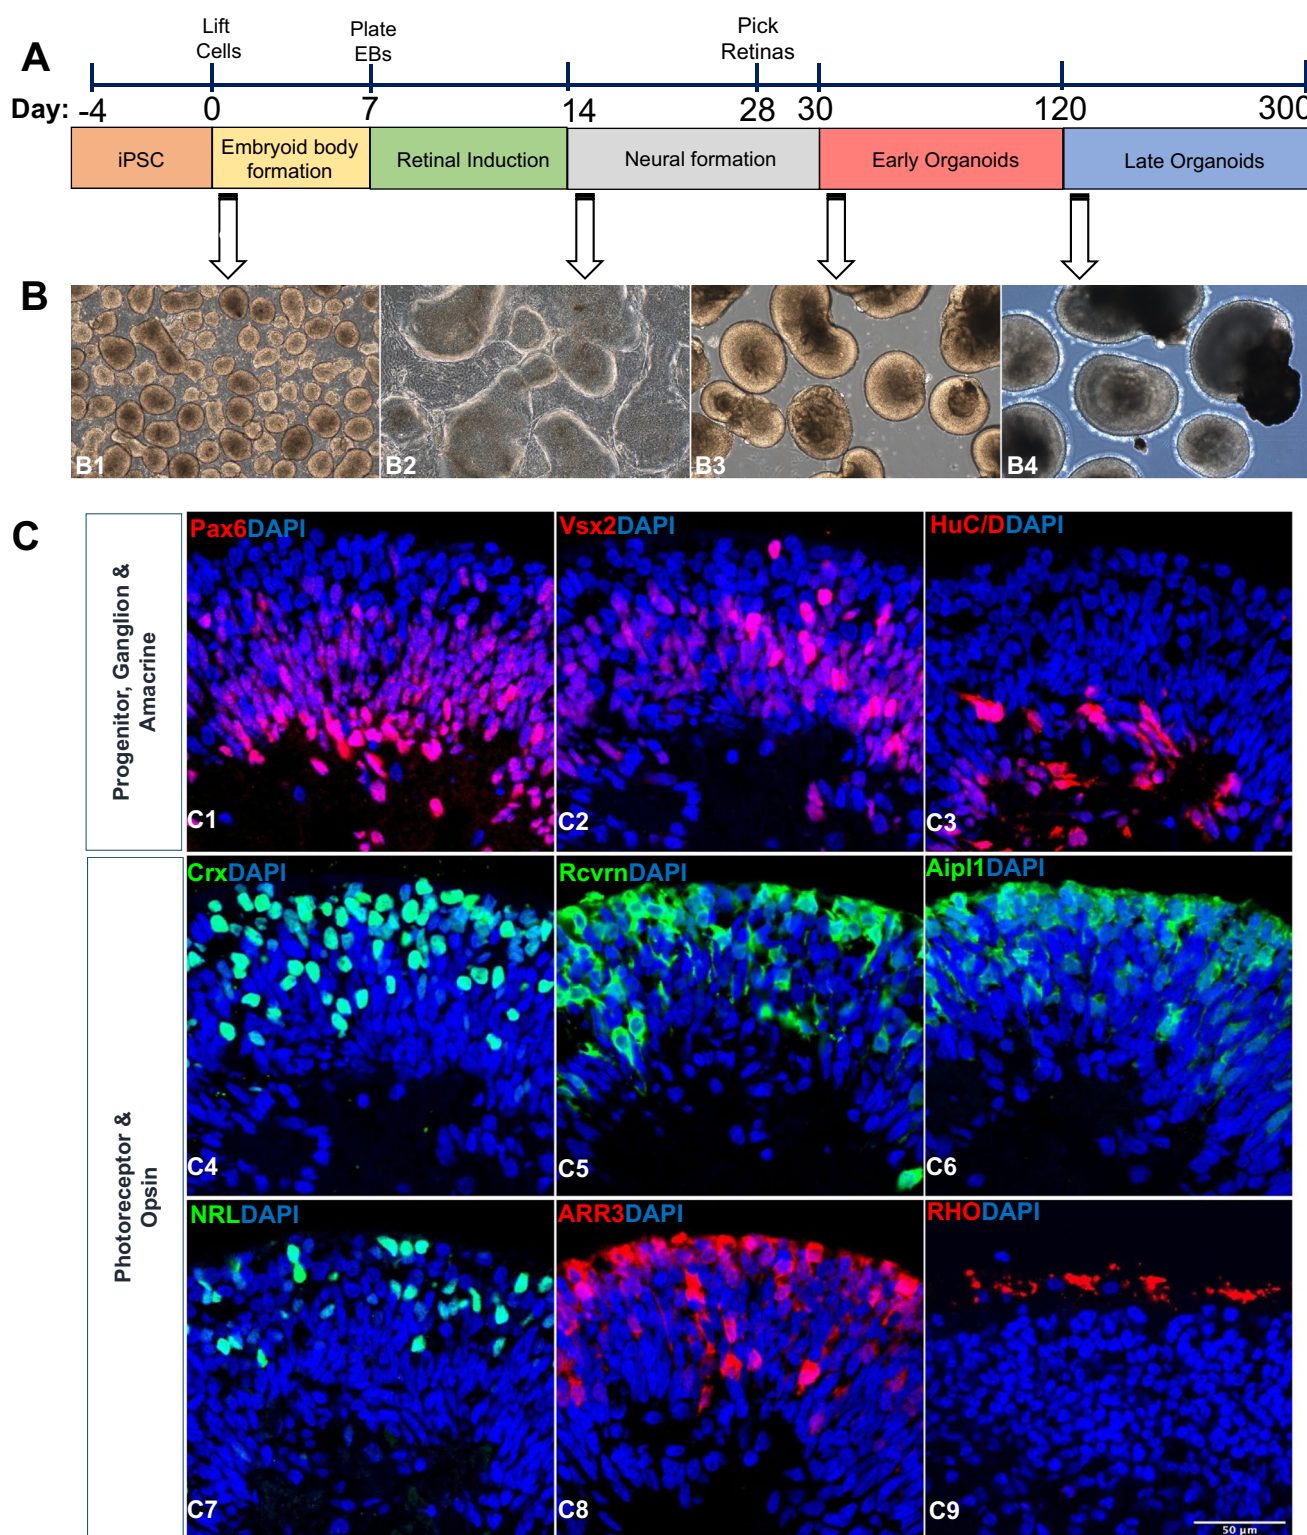 Lift
Cells
Plate
EBs
Pick
Retinas
A
Day: -4 0 7 14 28 30 120 300
iPSC
Embryoid body
formation
Retinal Induction
Neural formation
Early Organoids
Late Organoids
B
B1
B2
B3
B4
C
Progenitor, Ganglion &
Amacrine
Pax6DAPI
C1
Vsx2DAPI
C2
HuC/DDAPI
C3
Photoreceptor &
Opsin
CrxDAPI
C4
RcvrnDAPI
C5
Aipl1DAPI
C6
NRLDAPI
C7
ARR3DAPI
C8
RHODAPI
C9
50 µm